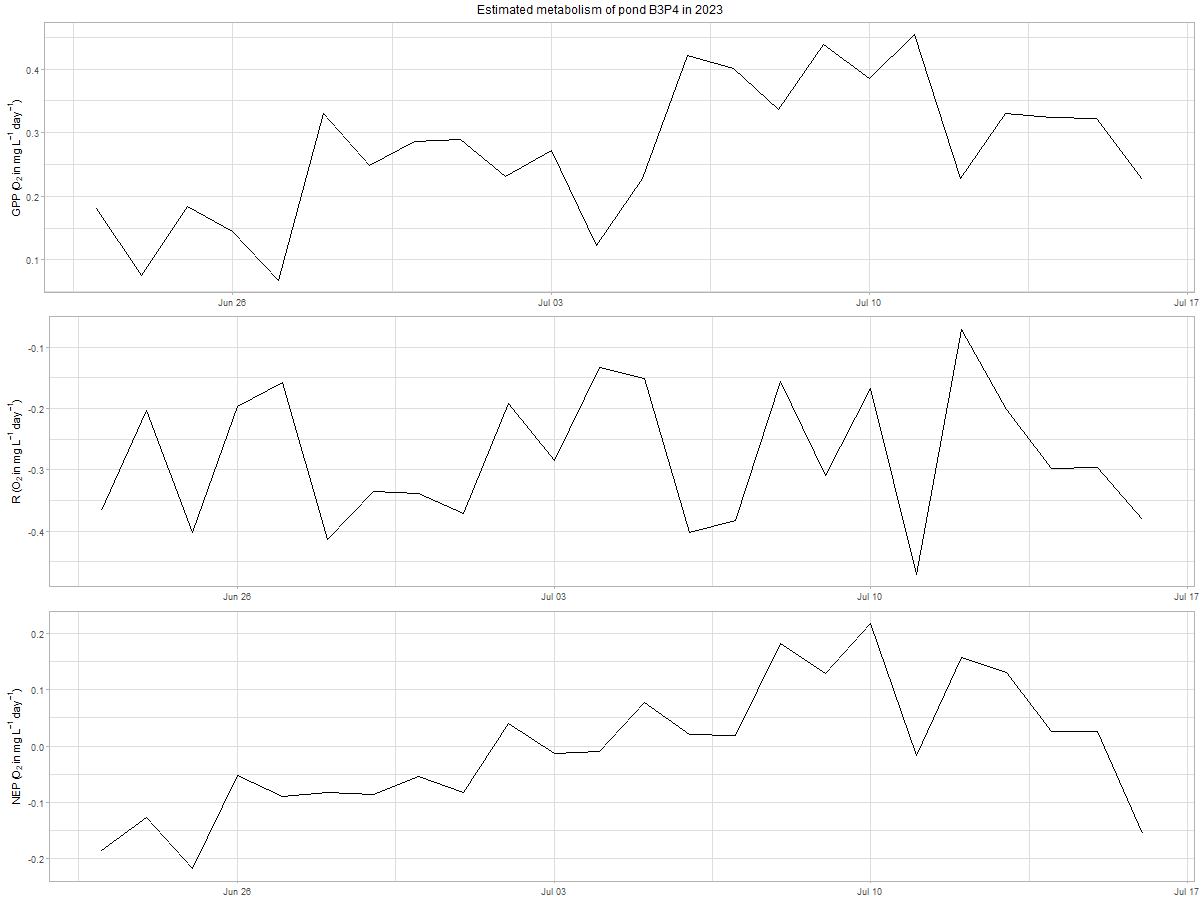 Estimated metabolism of pond B3P4 in 2023
GPP (O₂ in mg L⁻¹ day⁻¹)
0.4
0.3
0.2
0.1
Jun 26
Jul 03
Jul 10
Jul 17
R (O₂ in mg L⁻¹ day⁻¹)
-0.1
-0.2
-0.3
-0.4
Jun 26
Jul 03
Jul 10
Jul 17
NEP (O₂ in mg L⁻¹ day⁻¹)
0.2
0.1
0.0
-0.1
-0.2
Jun 26
Jul 03
Jul 10
Jul 17